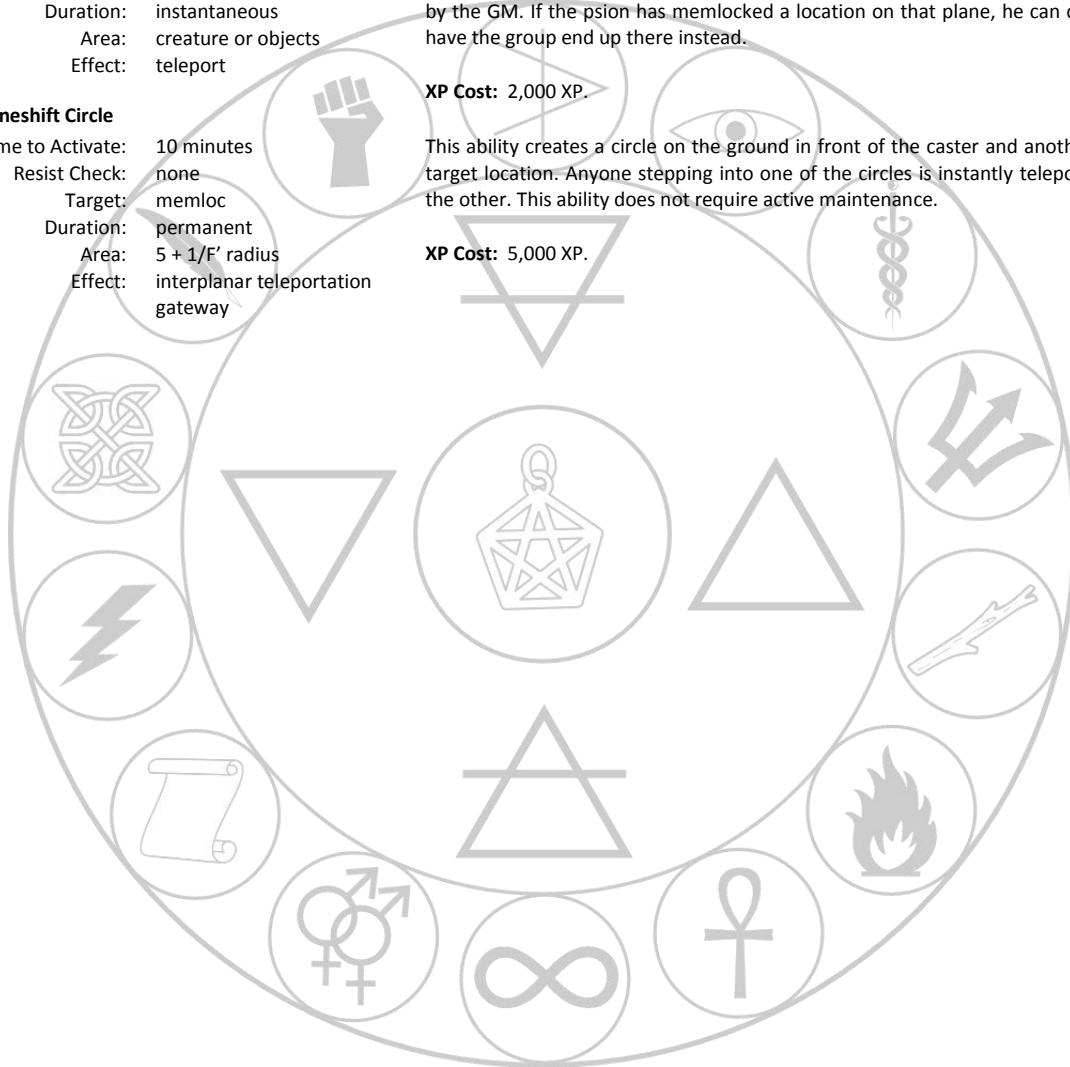 Duration: instantaneous
Area: creature or objects
Effect: teleport
neshift Circle
me to Activate: 10 minutes
Resist Check: none
Target: memloc
Duration: permanent
Area: 5 + 1/F’ radius
Effect: interplanar teleportation
gateway
by the GM. If the psion has memlocked a location on that plane, he can
have the group end up there instead.
XP Cost: 2,000 XP.
This ability creates a circle on the ground in front of the caster and anoth
target location. Anyone stepping into one of the circles is instantly telepo
the other. This ability does not require active maintenance.
XP Cost: 5,000 XP.